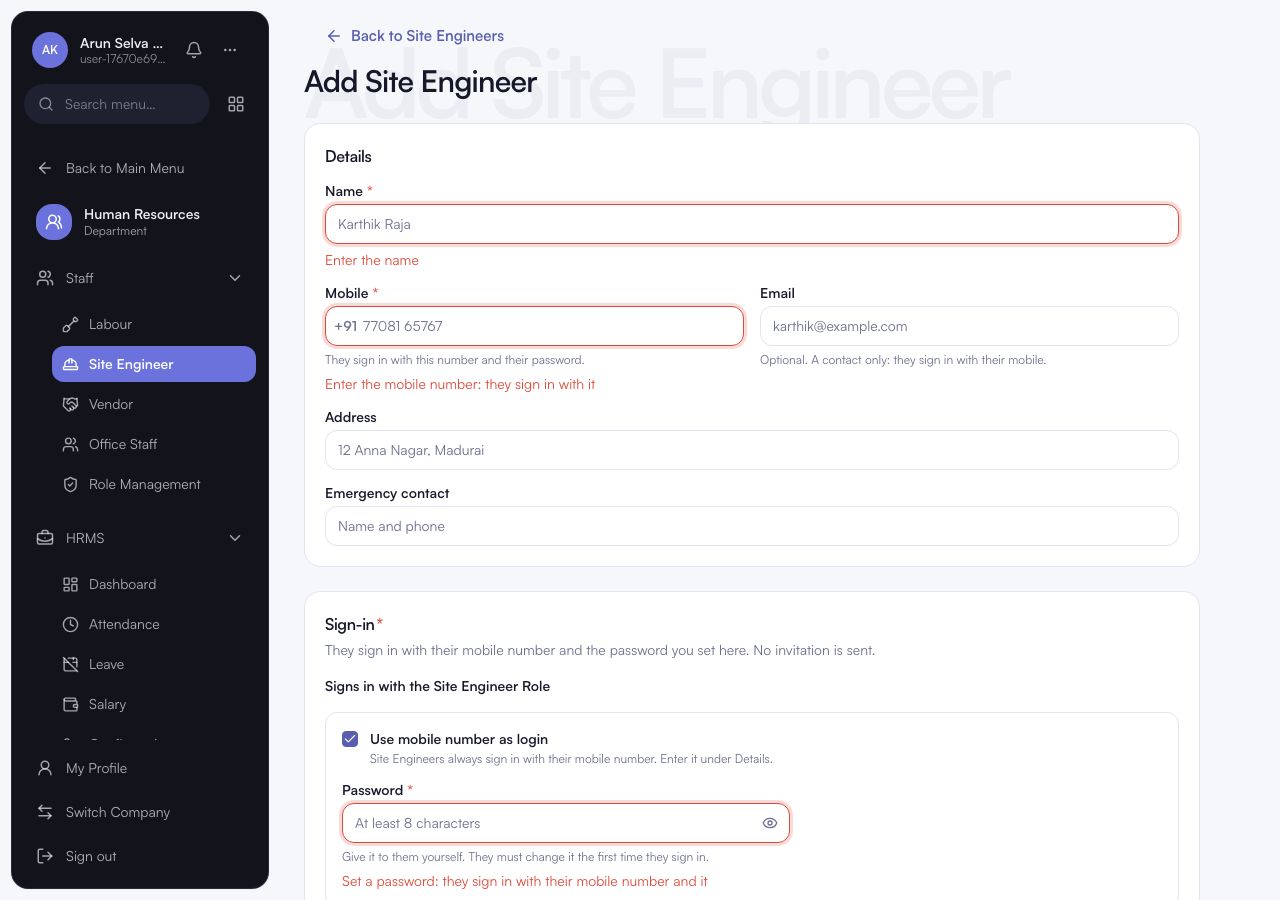 AK
Arun Selva ...
user-17670e69...
Search menu...
Back to Main Menu
Human Resources
Department
Staff
Labour
Site Engineer
Vendor
Office Staff
Role Management
HRMS
Dashboard
Attendance
Leave
Salary
My Profile
Switch Company
Sign out
Back to Site Engineers
Add Site Engineer
Add Site Engineer
Details
Name *
Karthik Raja
Enter the name
Mobile *
+91 77081 65767
They sign in with this number and their password.
Enter the mobile number: they sign in with it
Email
karthik@example.com
Optional. A contact only: they sign in with their mobile.
Address
12 Anna Nagar, Madurai
Emergency contact
Name and phone
Sign-in*
They sign in with their mobile number and the password you set here. No invitation is sent.
Signs in with the Site Engineer Role
Use mobile number as login
Site Engineers always sign in with their mobile number. Enter it under Details.
Password *
At least 8 characters
Give it to them yourself. They must change it the first time they sign in.
Set a password: they sign in with their mobile number and it